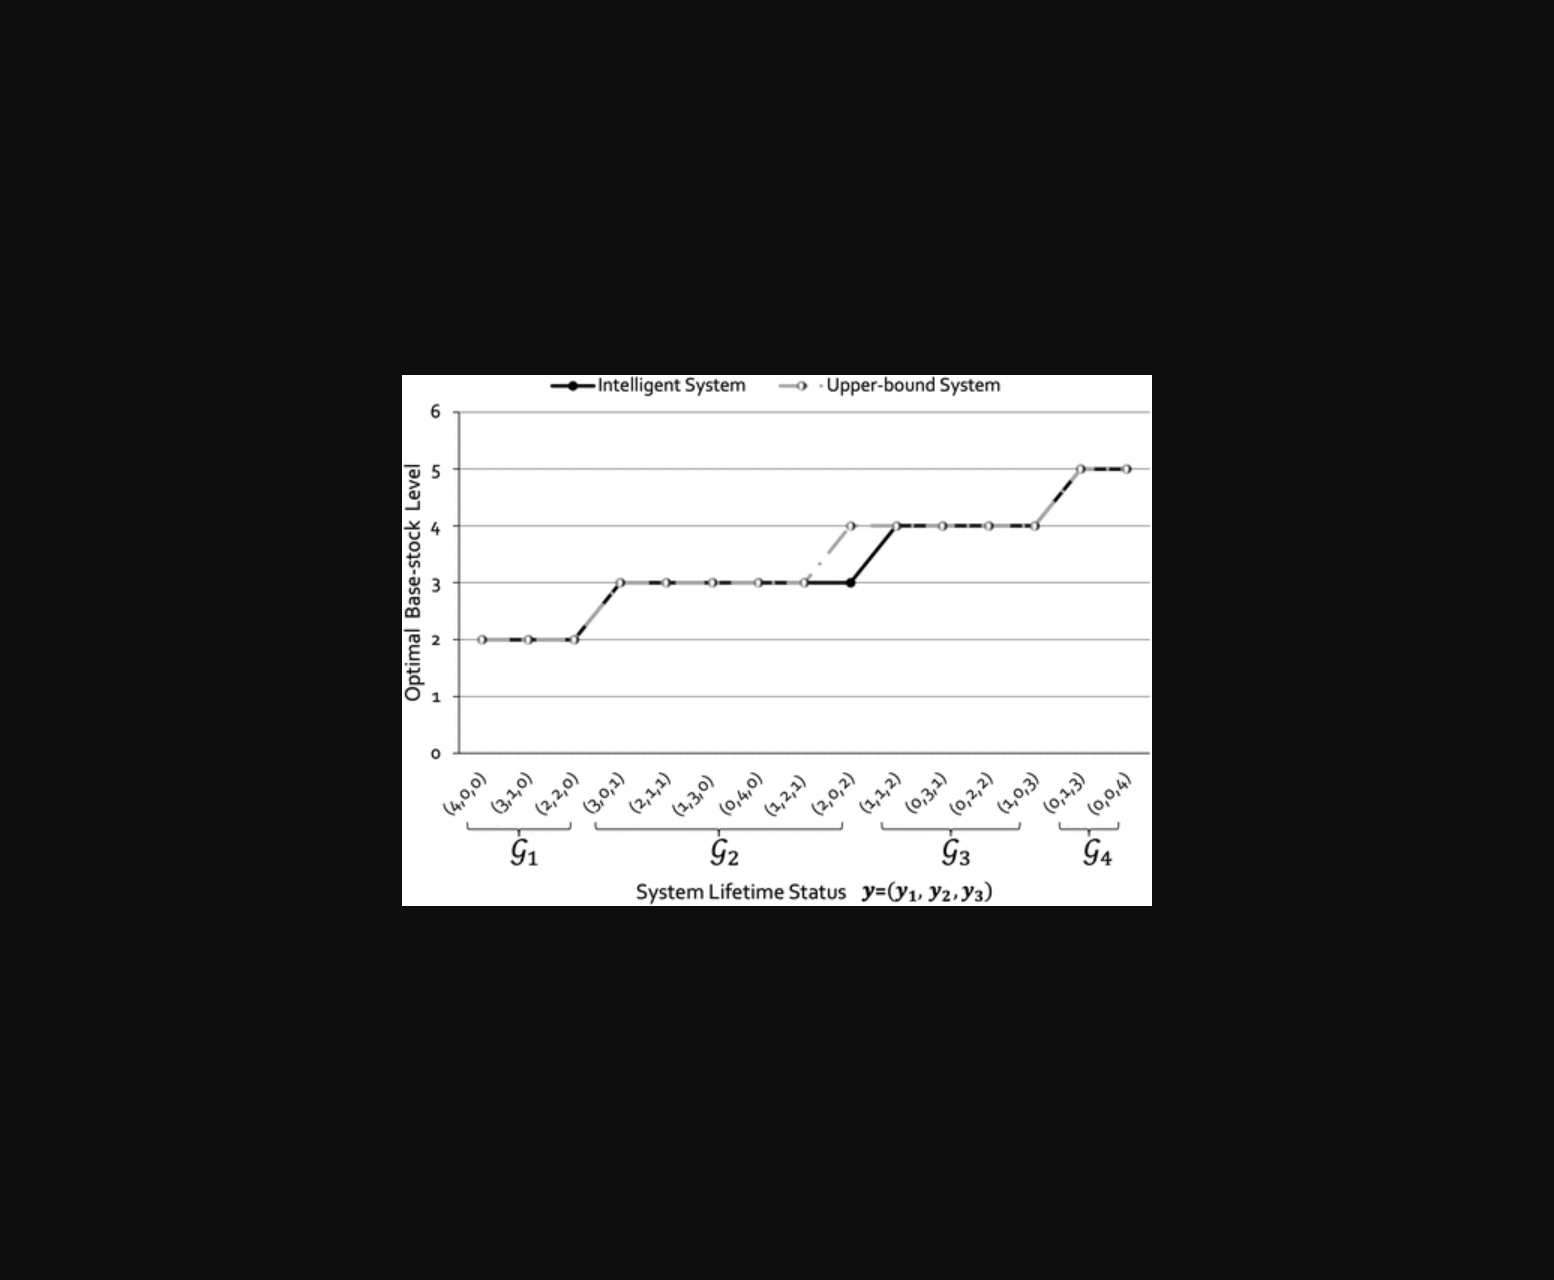 Intelligent System Upper-bound System
6
5
4
3
2
1
0
Optimal Base-stock Level
(4,0,0) (3,1,0) (2,2,0) (3,0,1) (2,1,1) (1,3,0) (0,4,0) (1,2,1) (2,0,2) (1,1,2) (0,3,1) (0,2,2) (1,0,3) (0,1,3) (0,0,4)
𝒢₁ 𝒢₂ 𝒢₃ 𝒢₄
System Lifetime Status y=(y₁, y₂,y₃)